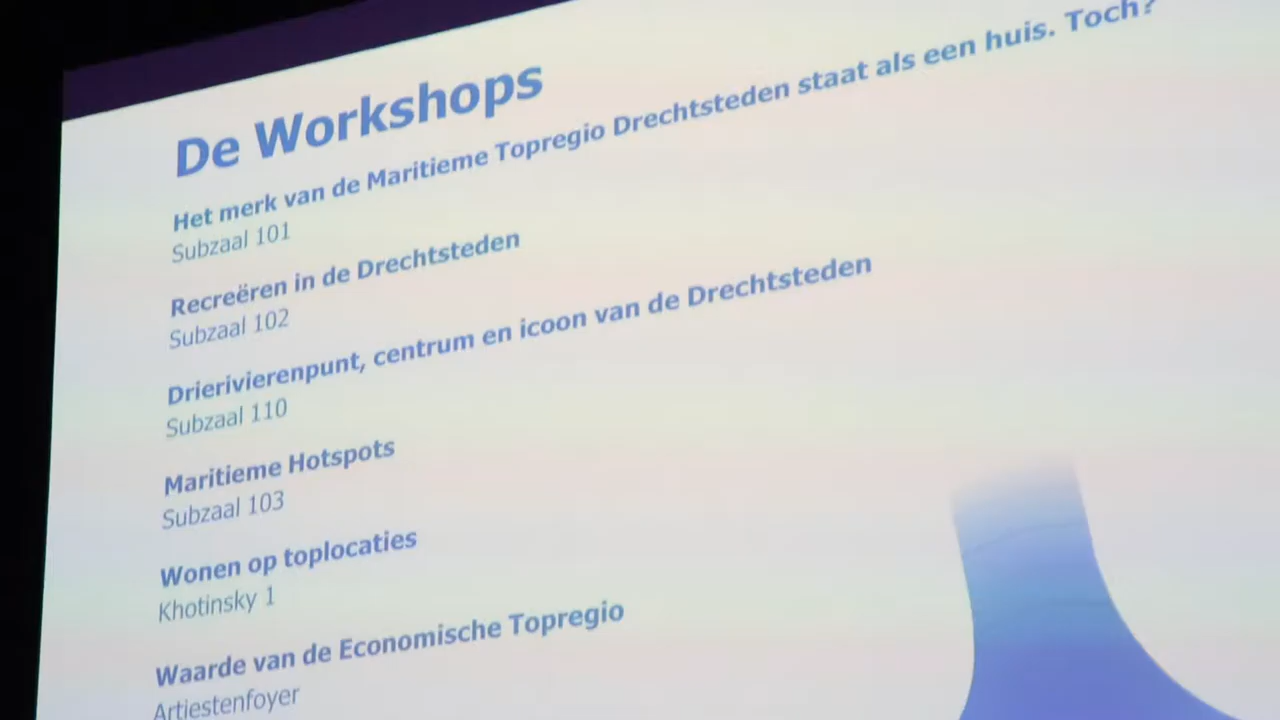 De Workshops
Het merk van de Maritieme Topregio Drechtsteden staat als een huis. Toch?
Subzaal 101
Recreëren in de Drechtsteden
Subzaal 102
Drierivierenpunt, centrum en icoon van de Drechtsteden
Subzaal 110
Maritieme Hotspots
Subzaal 103
Wonen op toplocaties
Khotinsky 1
Waarde van de Economische Topregio
Artiestenfoyer